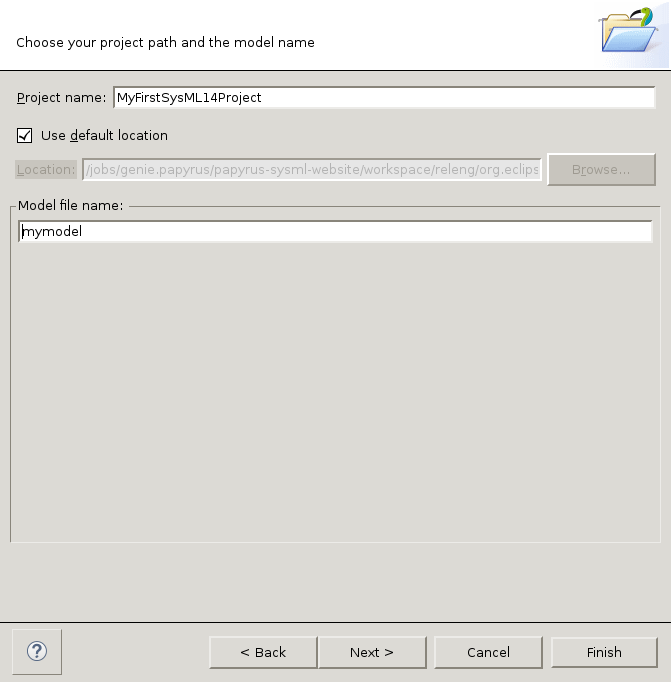 Choose your project path and the model name
Project name: MyFirstSysML14Project
Use default location
Location: /jobs/genie.papyrus/papyrus-sysml-website/workspace/releng/org.eclips
Browse...
Model file name:
mymodel
? < Back Next > Cancel Finish